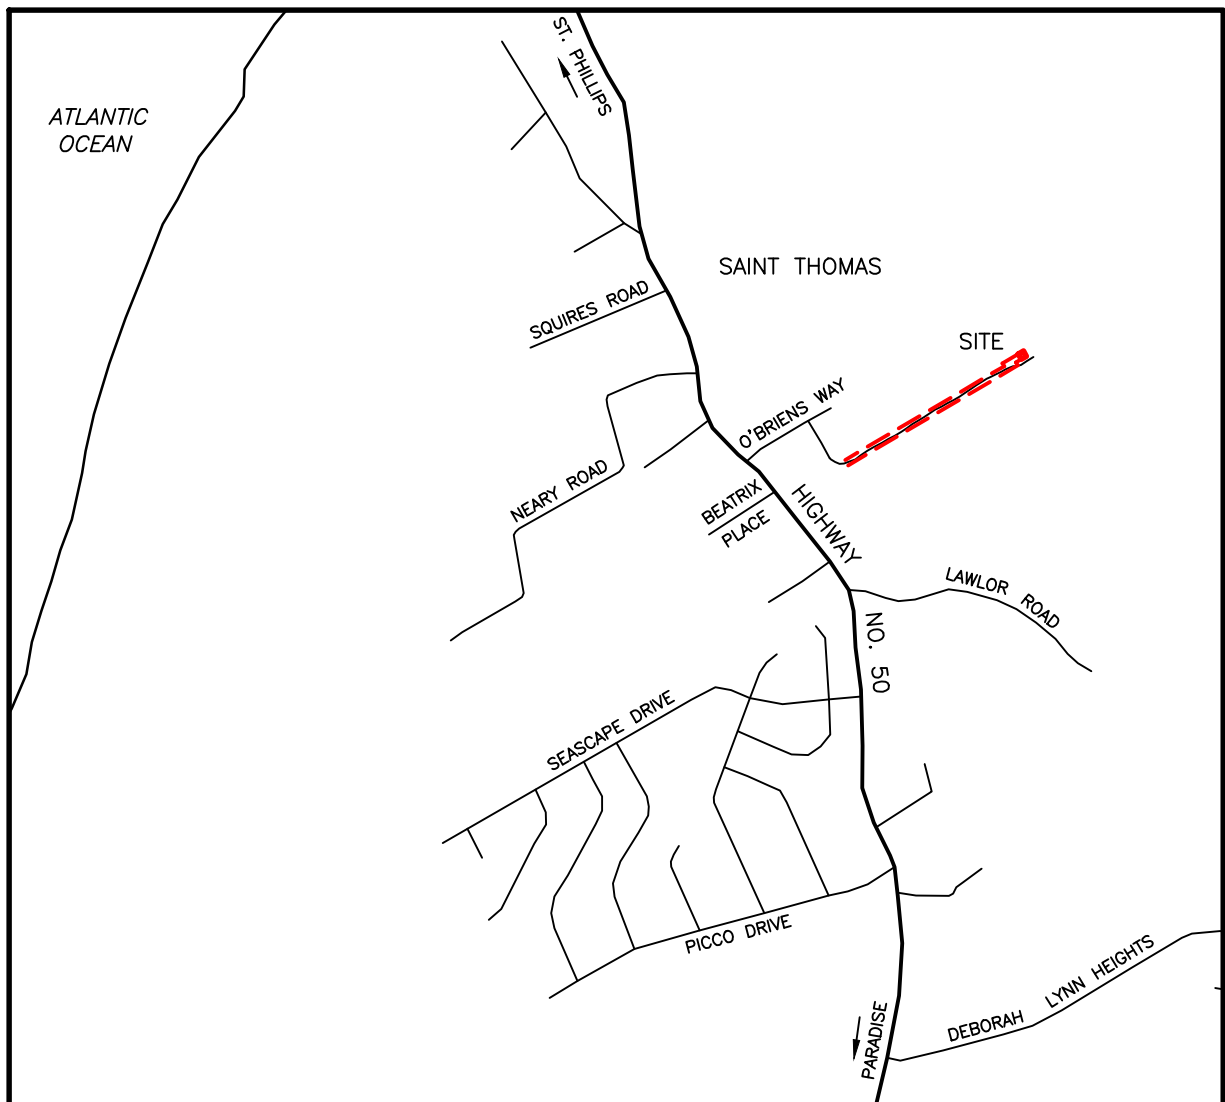 ST. PHILLIPS
ATLANTIC
OCEAN
SAINT THOMAS
SQUIRES ROAD
SITE
O'BRIENS WAY
NEARY ROAD
BEATRIX
PLACE
HIGHWAY
NO. 50
LAWLOR ROAD
SEASCAPE DRIVE
PICCO DRIVE
DEBORAH LYNN HEIGHTS
PARADISE